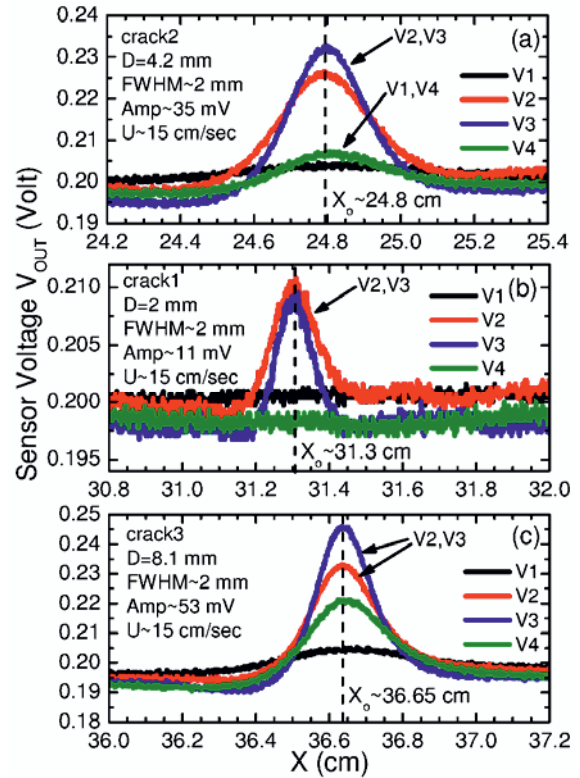 Sensor Voltage V_OUT (Volt)
(a)
crack2
D=4.2 mm
FWHM~2 mm
Amp~35 mV
U~15 cm/sec
V2,V3
V1,V4
V1
V2
V3
V4
X_o~24.8 cm
0.24
0.23
0.22
0.21
0.20
0.19
24.2 24.4 24.6 24.8 25.0 25.2 25.4
(b)
crack1
D=2 mm
FWHM~2 mm
Amp~11 mV
U~15 cm/sec
V2,V3
V1
V2
V3
V4
X_o~31.3 cm
0.210
0.205
0.200
0.195
30.8 31.0 31.2 31.4 31.6 31.8 32.0
(c)
crack3
D=8.1 mm
FWHM~2 mm
Amp~53 mV
U~15 cm/sec
V2,V3
V1
V2
V3
V4
X_o~36.65 cm
0.25
0.24
0.23
0.22
0.21
0.20
0.19
0.18
36.0 36.2 36.4 36.6 36.8 37.0 37.2
X (cm)